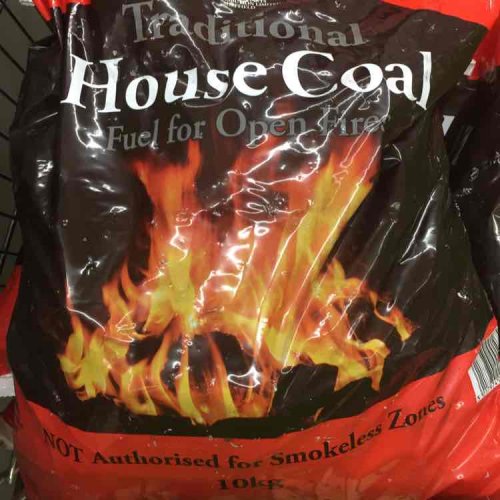 Traditional
House Coal
Fuel for Open Fires
NOT Authorised for Smokeless Zones
10kg